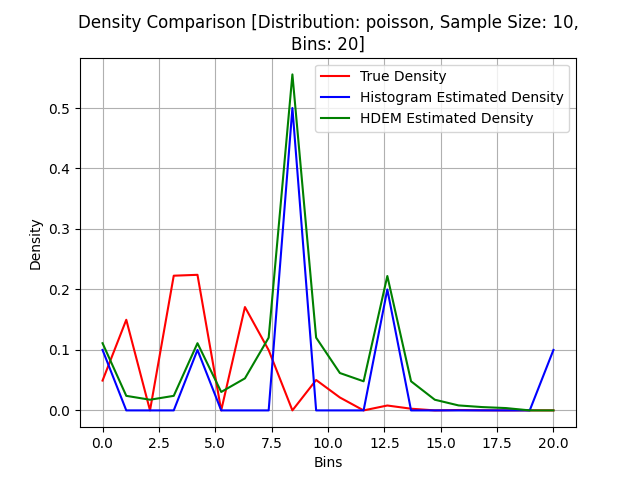 Density Comparison [Distribution: poisson, Sample Size: 10,
Bins: 20]
True Density
Histogram Estimated Density
HDEM Estimated Density
Density
0.5
0.4
0.3
0.2
0.1
0.0
0.0 2.5 5.0 7.5 10.0 12.5 15.0 17.5 20.0
Bins